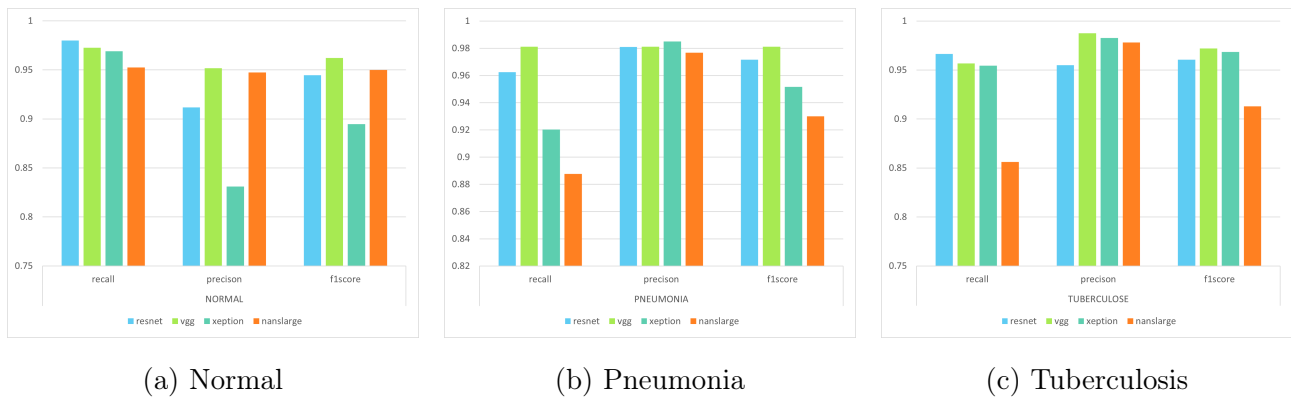 1
0.95
0.9
0.85
0.8
0.75
recall precison f1score
NORMAL
resnet vgg xeption nanslarge
(a) Normal
1
0.98
0.96
0.94
0.92
0.9
0.88
0.86
0.84
0.82
recall precison f1score
PNEUMONIA
resnet vgg xeption nanslarge
(b) Pneumonia
1
0.95
0.9
0.85
0.8
0.75
recall precison f1score
TUBERCULOSE
resnet vgg xeption nanslarge
(c) Tuberculosis